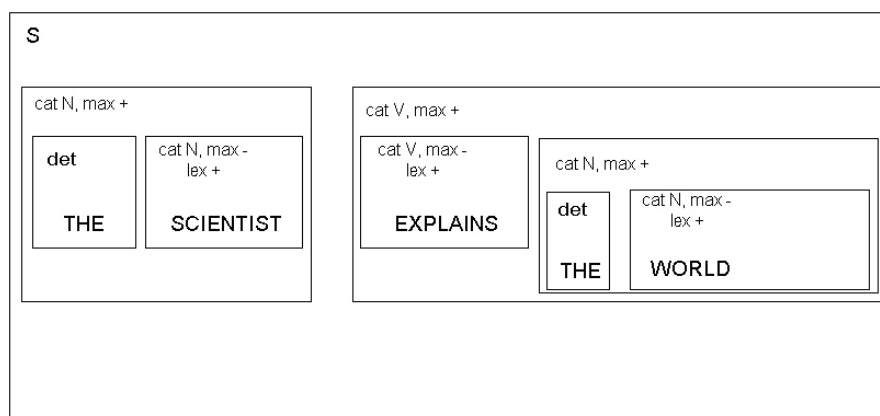 S
cat N, max +
det
THE
cat N, max -
lex +
SCIENTIST
cat V, max +
cat V, max -
lex +
EXPLAINS
cat N, max +
det
THE
cat N, max -
lex +
WORLD